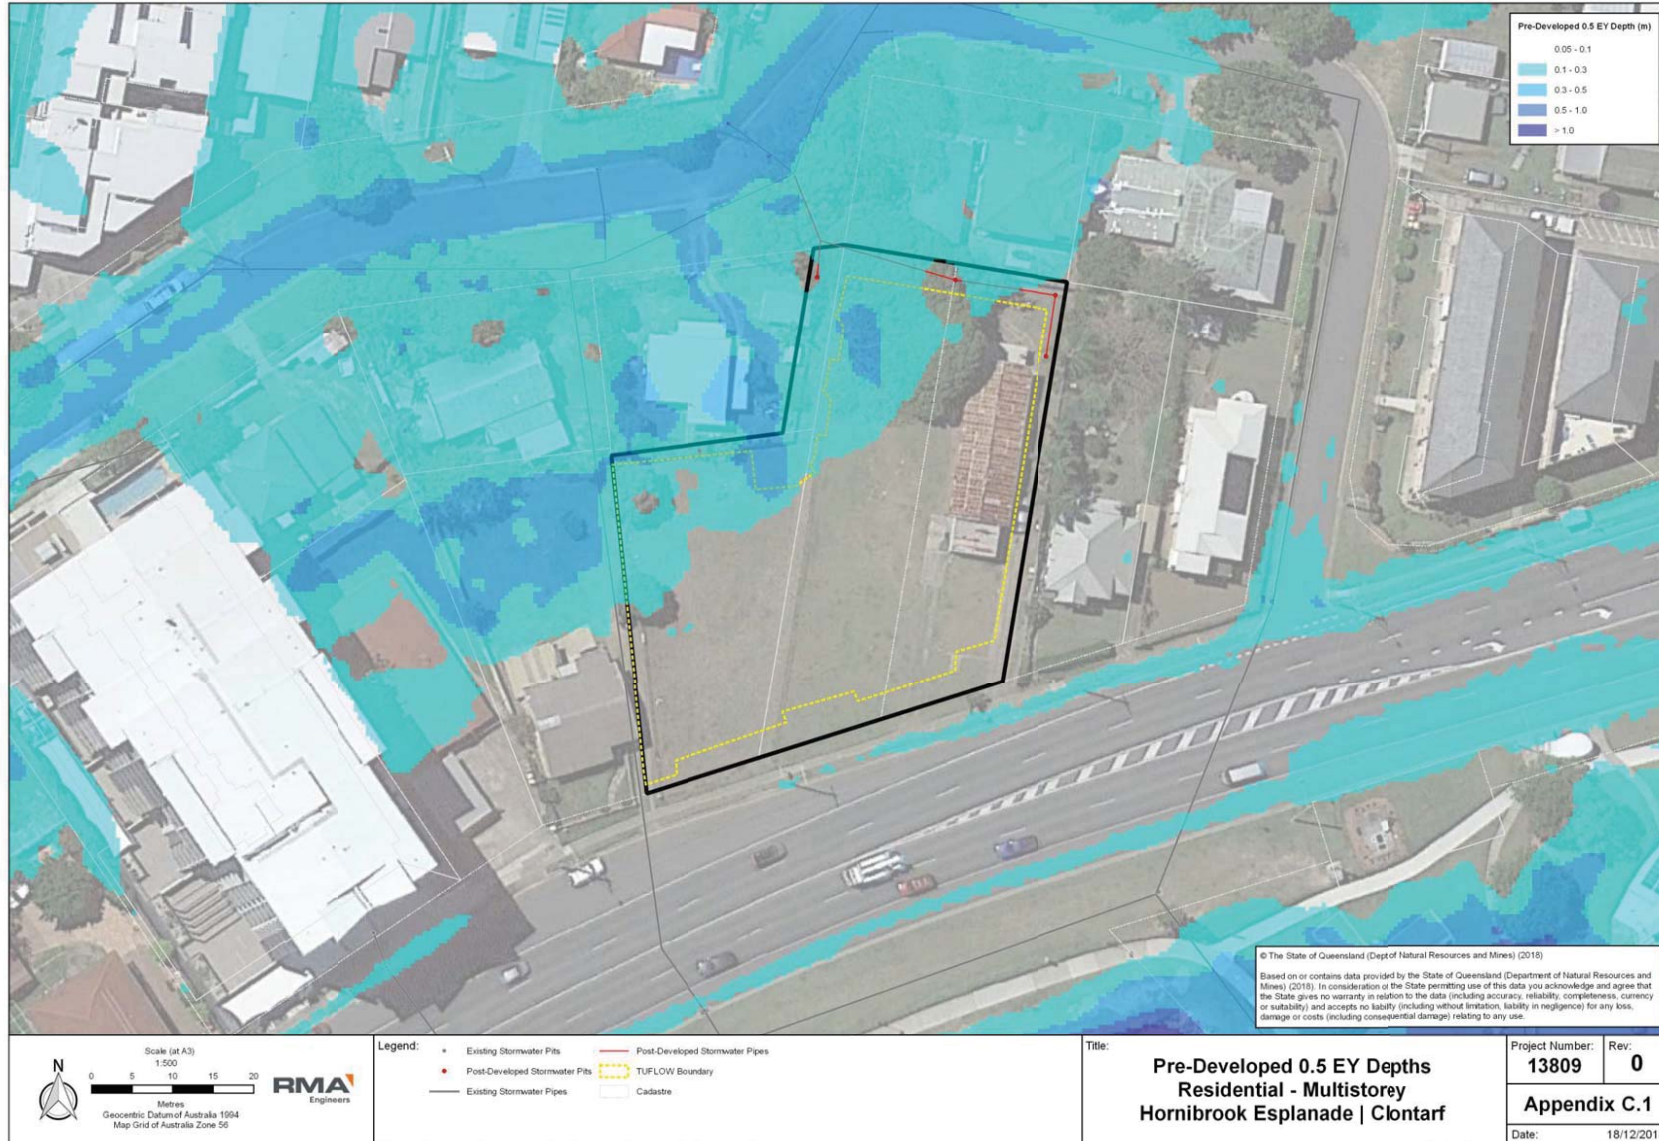 Pre-Developed 0.5 EY Depth (m)
0.05 - 0.1
0.1 - 0.3
0.3 - 0.5
0.5 - 1.0
> 1.0
© The State of Queensland (Dept of Natural Resources and Mines) (2018)
Based on or contains data provided by the State of Queensland (Department of Natural Resources and
Mines) (2018). In consideration of the State permitting use of this data you acknowledge and agree that
the State gives no warranty in relation to the data (including accuracy, reliability, completeness, currency
or suitability) and accepts no liability (including without limitation, liability in negligence) for any loss,
damage or costs (including consequential damage) relating to any use.
N
Scale (at A3)
1:500
0 5 10 15 20
Metres
Geocentric Datum of Australia 1994
Map Grid of Australia Zone 56
RMA
Engineers
Legend:
Existing Stormwater Pits
Post-Developed Stormwater Pits
Existing Stormwater Pipes
Post-Developed Stormwater Pipes
TUFLOW Boundary
Cadastre
Title:
Pre-Developed 0.5 EY Depths
Residential - Multistorey
Hornibrook Esplanade | Clontarf
Project Number:
13809
Rev:
0
Appendix C.1
Date: 18/12/201